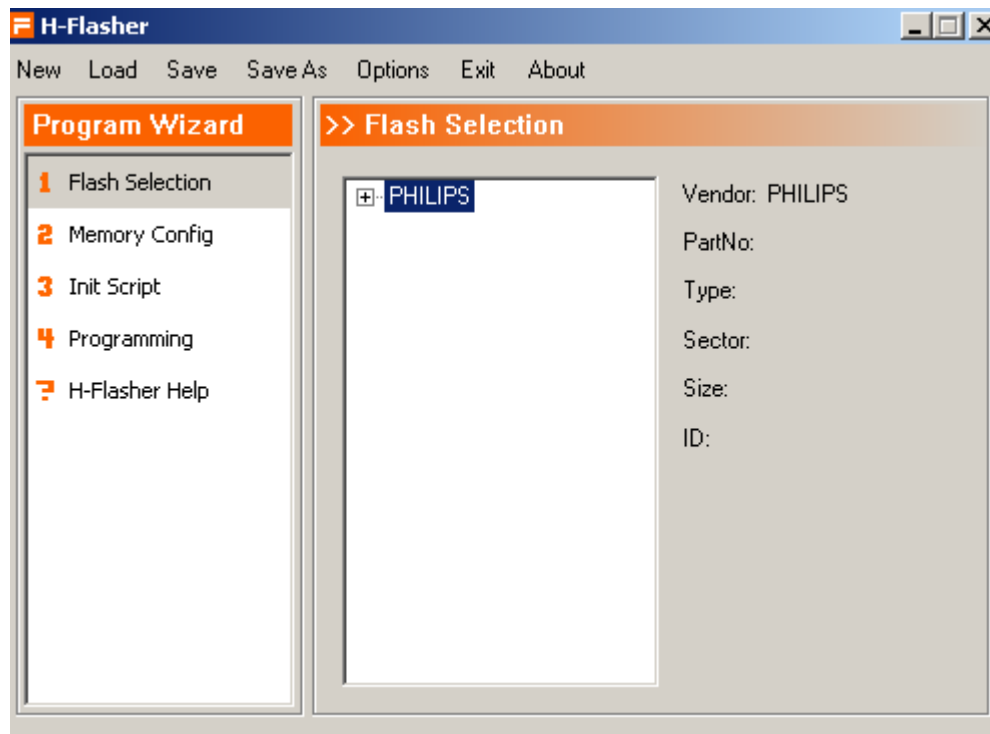 H-Flasher
New Load Save Save As Options Exit About
Program Wizard
1 Flash Selection
2 Memory Config
3 Init Script
4 Programming
? H-Flasher Help
>> Flash Selection
PHILIPS
Vendor: PHILIPS
PartNo:
Type:
Sector:
Size:
ID: